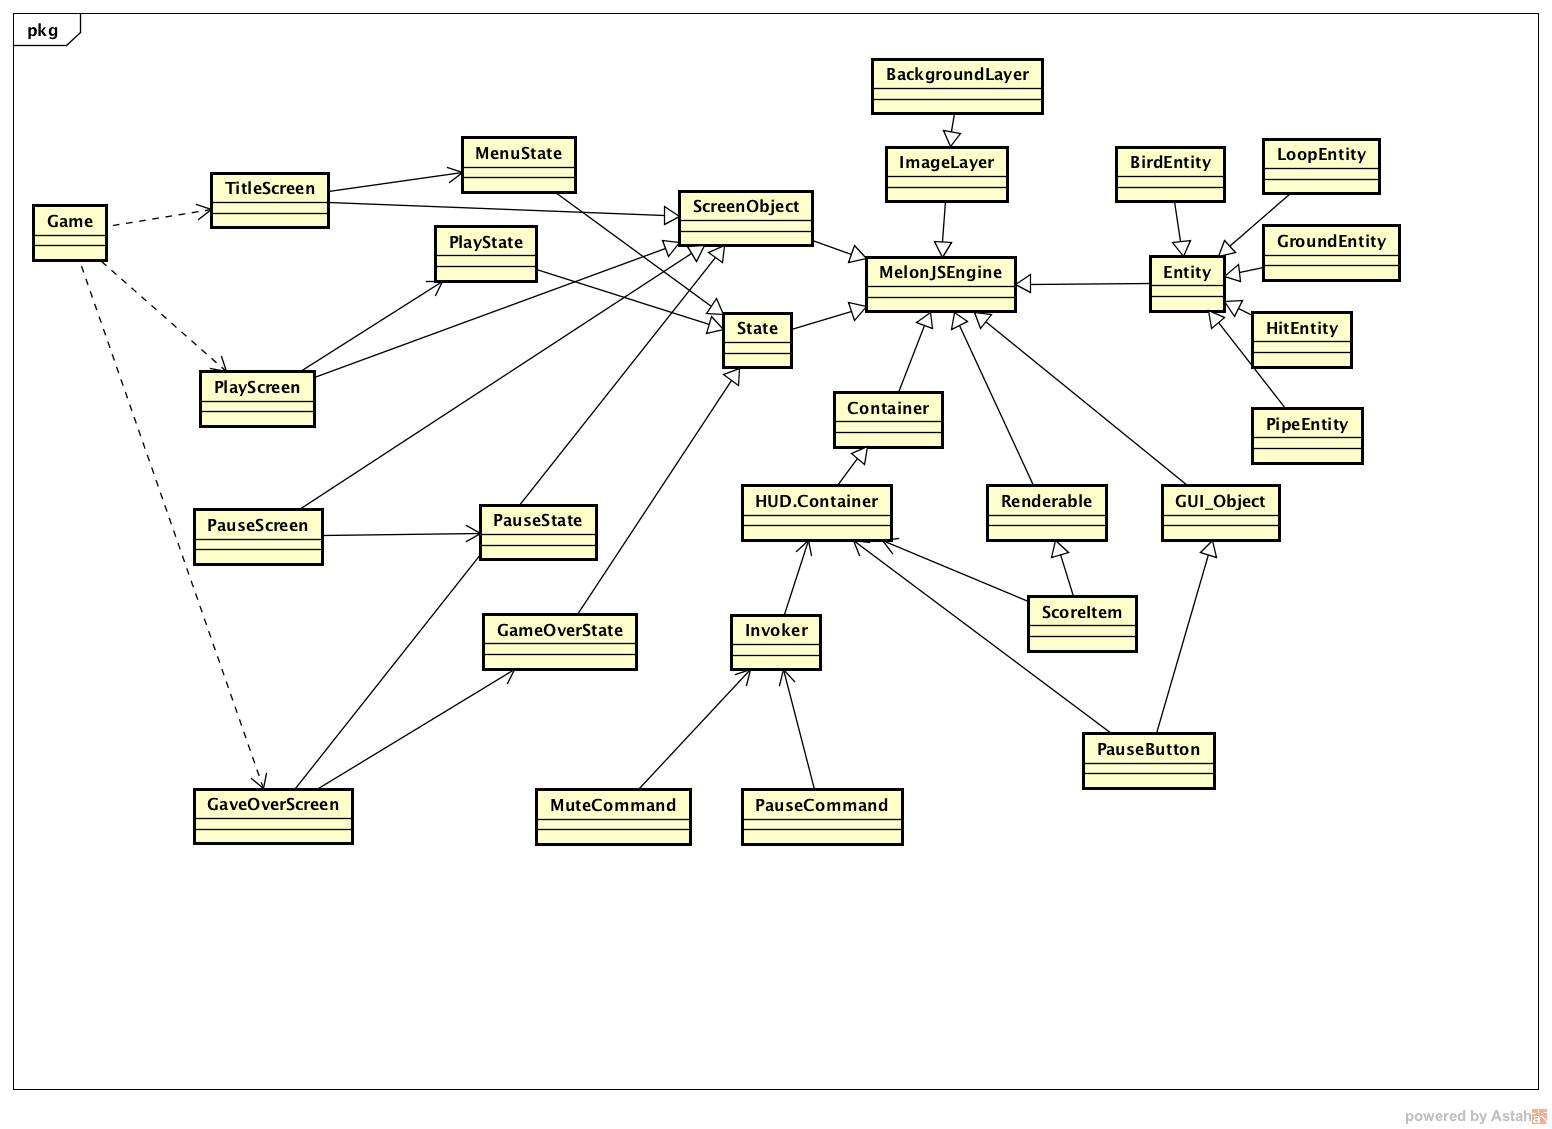 pkg
BackgroundLayer
MenuState
ImageLayer
BirdEntity
LoopEntity
TitleScreen
ScreenObject
Game
PlayState
GroundEntity
MelonJSEngine
Entity
State
HitEntity
PlayScreen
Container
PipeEntity
HUD.Container
Renderable
GUI_Object
PauseScreen
PauseState
GameOverState
Invoker
ScoreItem
PauseButton
GaveOverScreen
MuteCommand
PauseCommand
powered by Astah